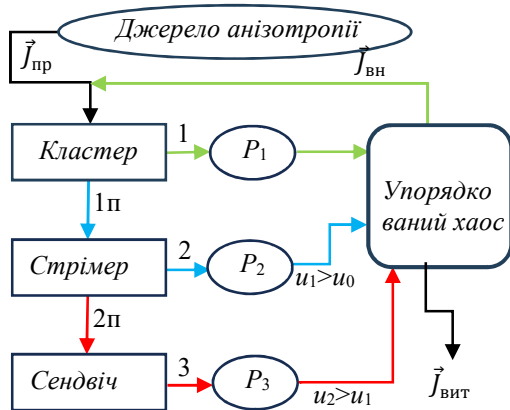 Джерело анізотропії
J⃗пр
J⃗вн
Кластер
1
P₁
Упорядко
ваний хаос
1п
Стрімер
2
P₂
u₁>u₀
2п
Сендвіч
3
P₃
u₂>u₁
J⃗вит